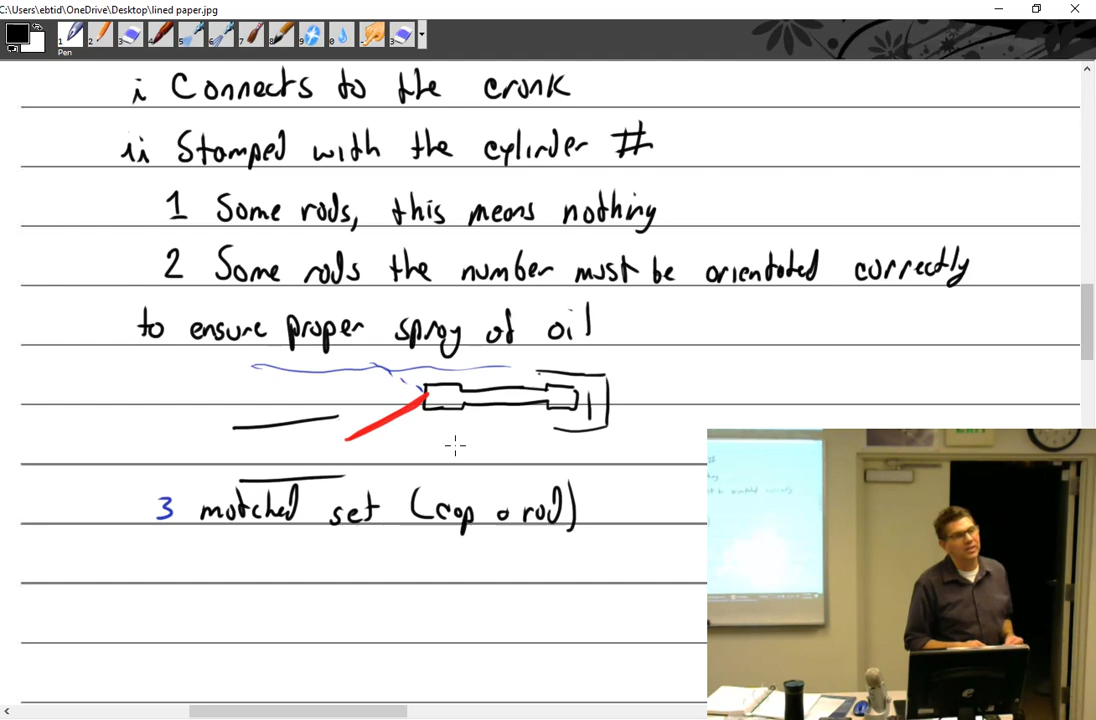 C:\Users\ebtid\OneDrive\Desktop\lined paper.jpg
Pen
i Connects to the crank
ii Stamped with the cylinder #
1 Some rods, this means nothing
2 Some rods the number must be orientated correctly
to ensure proper spray of oil
1
3 matched set (cap & rod)